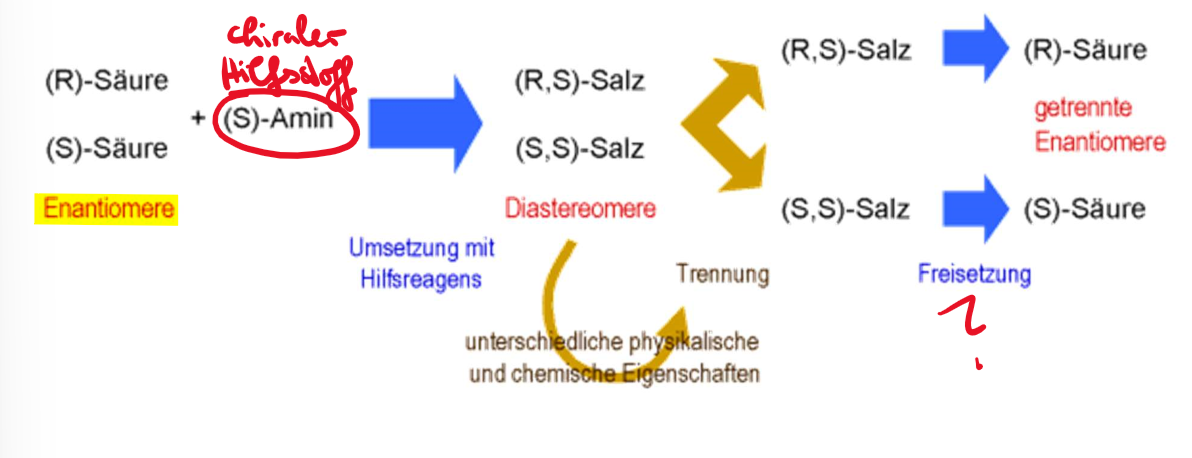 chiraler
Hilfsstoff
(R)-Säure
+ (S)-Amin
(S)-Säure
Enantiomere
Umsetzung mit
Hilfsreagens
(R,S)-Salz
(S,S)-Salz
Diastereomere
unterschiedliche physikalische
und chemische Eigenschaften
Trennung
(R,S)-Salz
(R)-Säure
getrennte
Enantiomere
(S,S)-Salz
(S)-Säure
Freisetzung
?